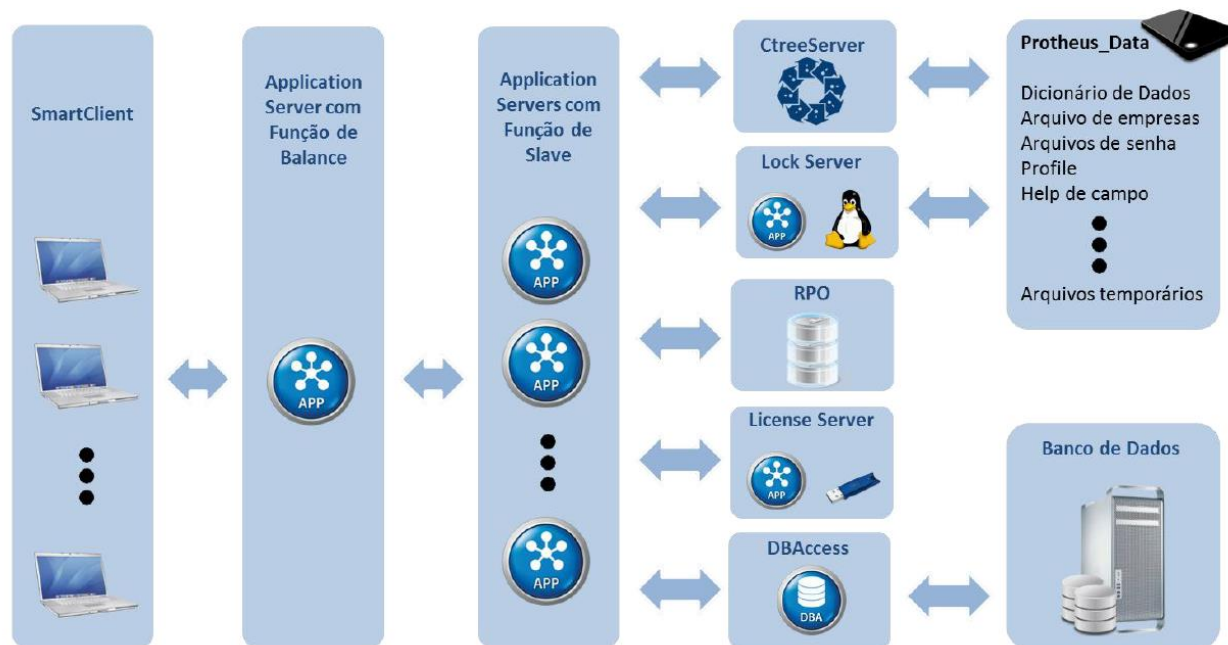 SmartClient
Application
Server com
Função de
Balance
APP
Application
Servers com
Função de
Slave
APP
APP
APP
CtreeServer
Lock Server
APP
RPO
License Server
APP
DBAccess
DBA
Protheus_Data
Dicionário de Dados
Arquivo de empresas
Arquivos de senha
Profile
Help de campo
Arquivos temporários
Banco de Dados